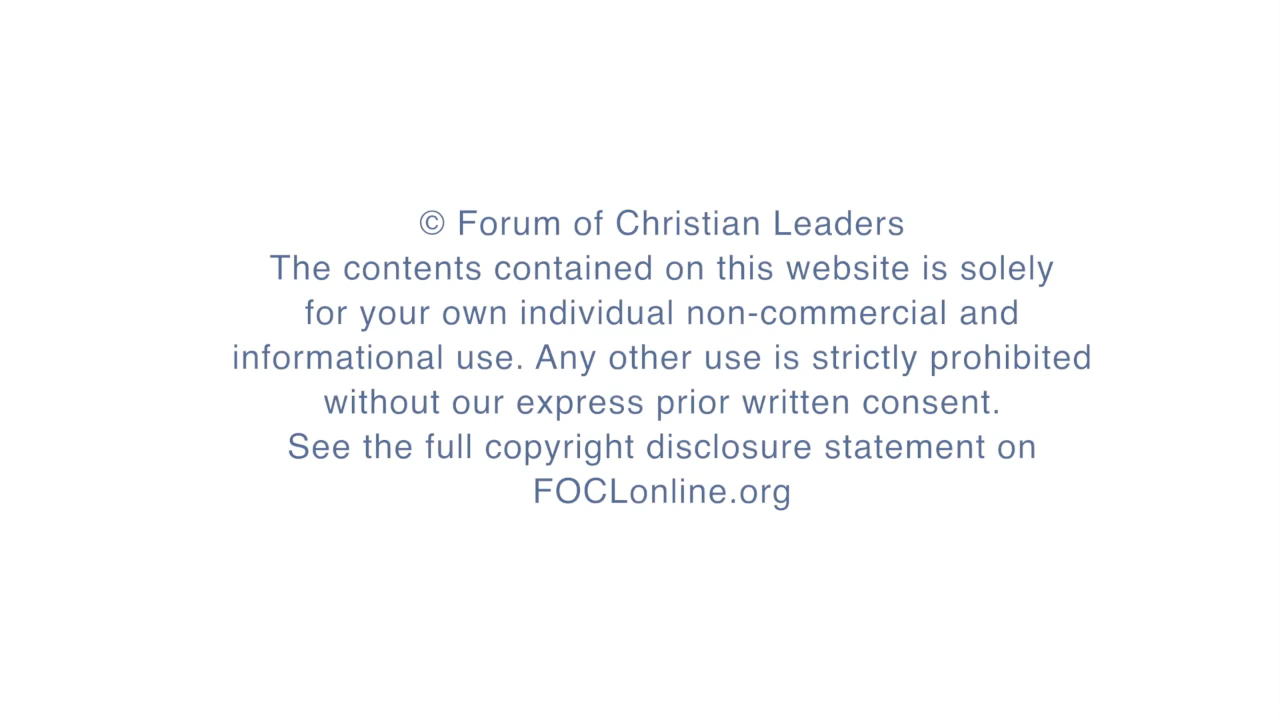 © Forum of Christian Leaders
The contents contained on this website is solely
for your own individual non-commercial and
informational use. Any other use is strictly prohibited
without our express prior written consent.
See the full copyright disclosure statement on
FOCLonline.org